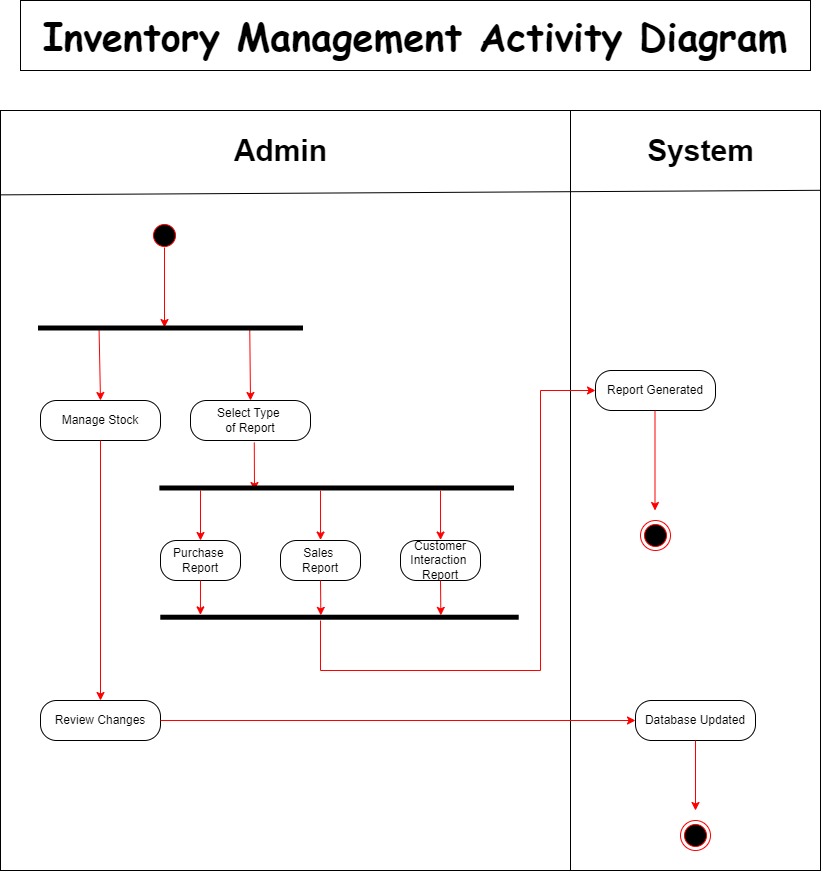 Inventory Management Activity Diagram
Admin
System
Manage Stock
Select Type
of Report
Report Generated
Purchase
Report
Sales
Report
Customer
Interaction
Report
Review Changes
Database Updated